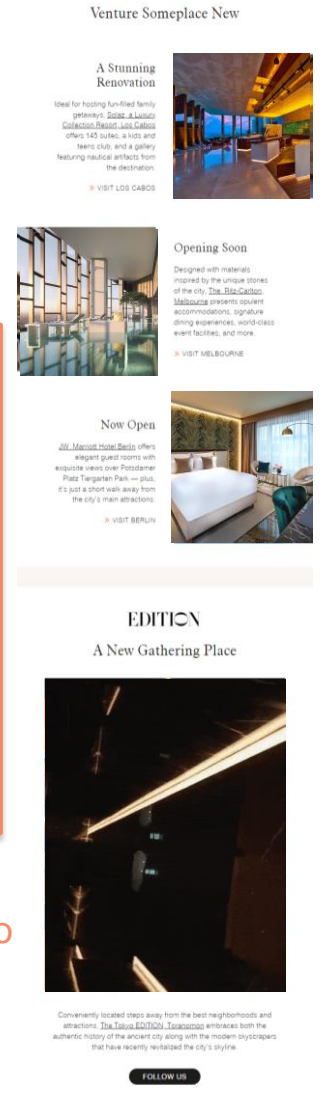 Venture Someplace New
A Stunning
Renovation
Ideal for hosting fun-filled family
getaways, Solaz, a Luxury
Collection Resort, Los Cabos
offers 145 suites, a kids and
teens club, and a gallery
featuring nautical artifacts from
the destination.
» VISIT LOS CABOS
Opening Soon
Designed with materials
inspired by the unique stones
of the city, The Ritz-Carlton,
Melbourne presents opulent
accommodations, signature
dining experiences, world-class
event facilities, and more.
» VISIT MELBOURNE
Now Open
JW Marriott Hotel Berlin offers
elegant guest rooms with
exquisite views over Potsdamer
Platz Tiergarten Park — plus,
it's just a short walk away from
the city's main attractions.
» VISIT BERLIN
EDITION
A New Gathering Place
Conveniently located steps away from the best neighborhoods and
attractions, The Tokyo EDITION, Toranomon embraces both the
authentic history of the ancient city along with the modern skyscrapers
that have recently revitalized the city's skyline.
FOLLOW US